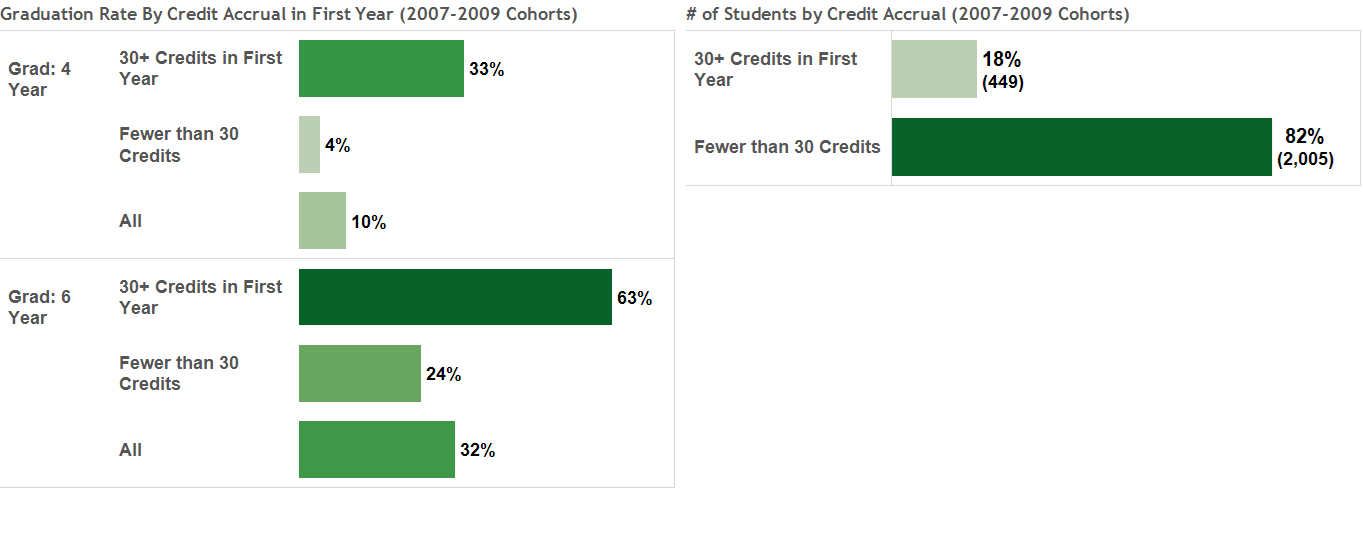 Graduation Rate By Credit Accrual in First Year (2007-2009 Cohorts)
Grad: 4
Year
30+ Credits in First
Year
33%
Fewer than 30
Credits
4%
All
10%
Grad: 6
Year
30+ Credits in First
Year
63%
Fewer than 30
Credits
24%
All
32%
# of Students by Credit Accrual (2007-2009 Cohorts)
30+ Credits in First
Year
18%
(449)
Fewer than 30 Credits
82%
(2,005)